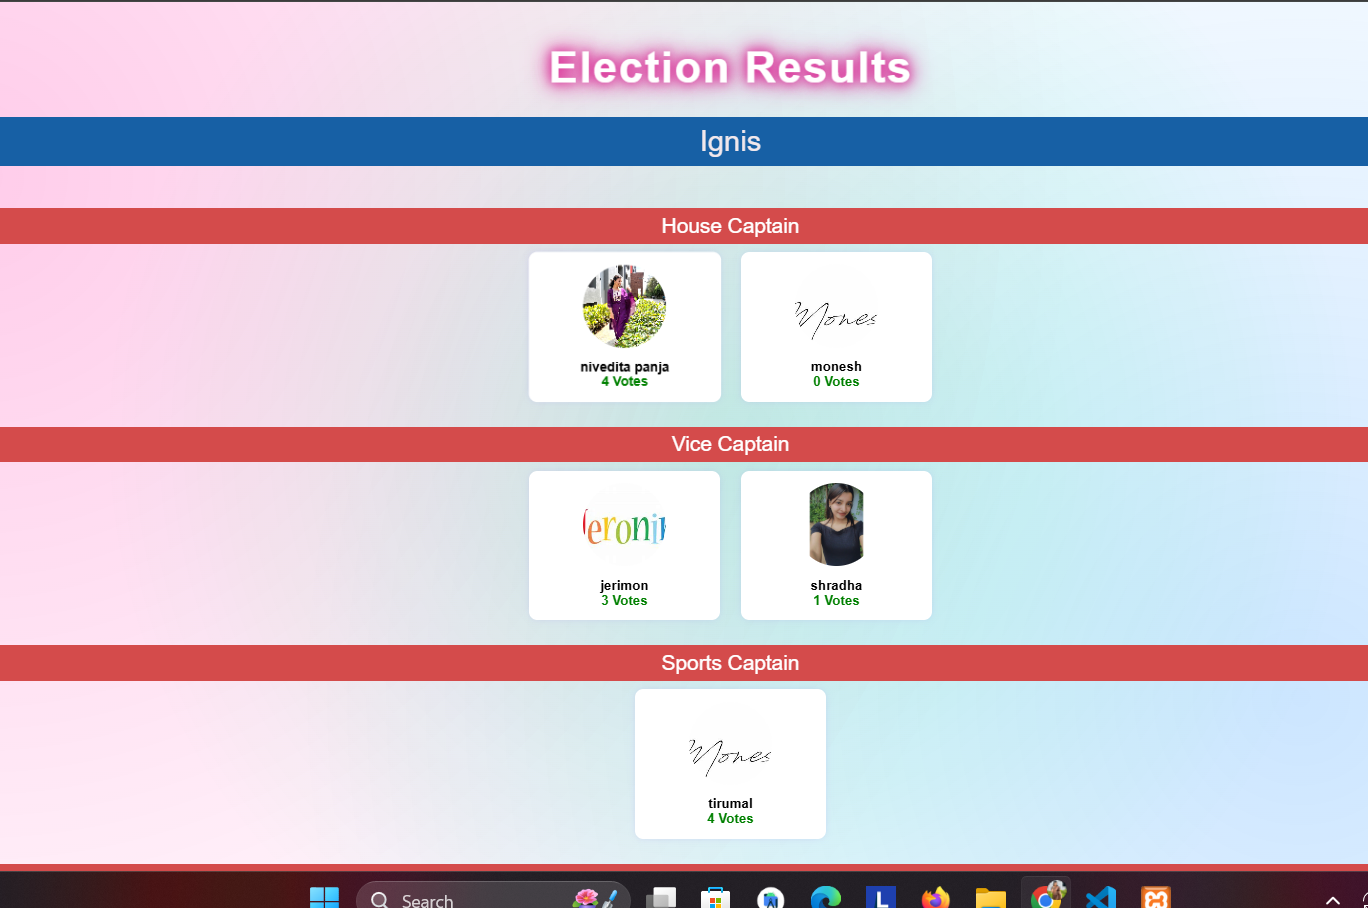 Election Results
Ignis
House Captain
Mones
nivedita panja
4 Votes
monesh
0 Votes
Vice Captain
jerimon
3 Votes
shradha
1 Votes
Sports Captain
Mones
tirumal
4 Votes
Search